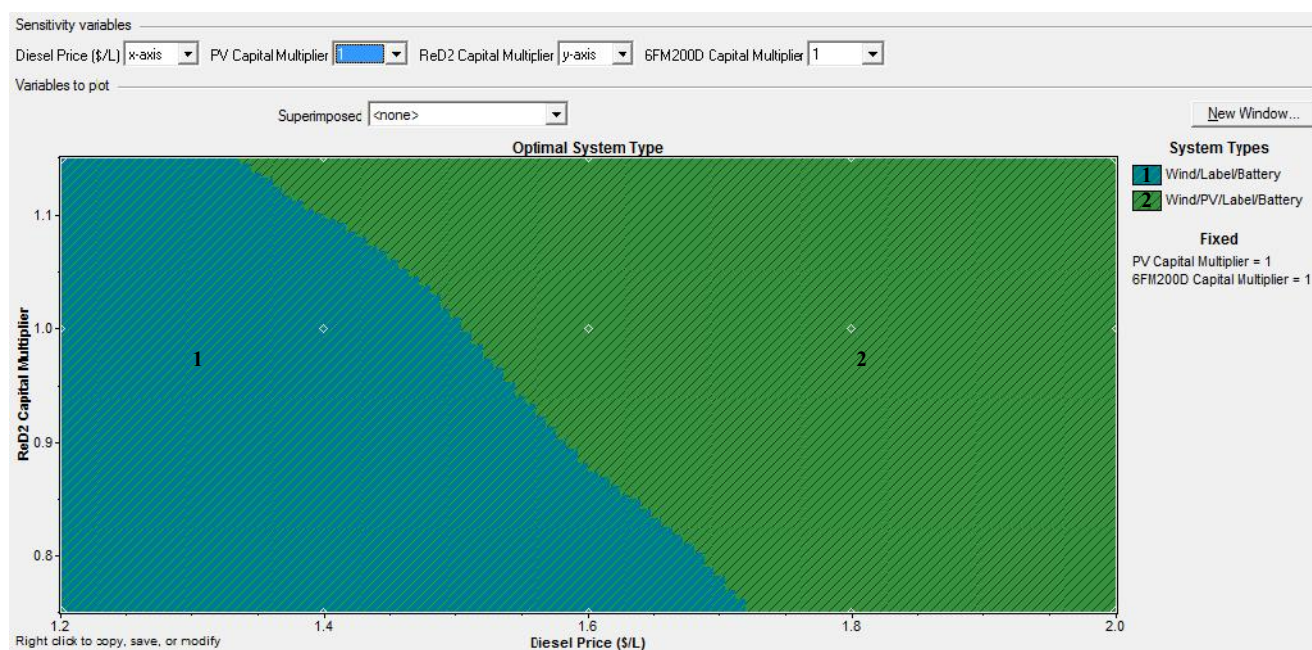 Sensitivity variables
Diesel Price ($/L) x-axis PV Capital Multiplier 1 ReD2 Capital Multiplier y-axis 6FM200D Capital Multiplier 1
Variables to plot
Superimposed <none> New Window...
Optimal System Type
System Types
1 Wind/Label/Battery
2 Wind/PV/Label/Battery
Fixed
PV Capital Multiplier = 1
6FM200D Capital Multiplier = 1
ReD2 Capital Multiplier
1.1
1.0
0.9
0.8
1
2
1.2 1.4 1.6 1.8 2.0
Diesel Price ($/L)
Right click to copy, save, or modify